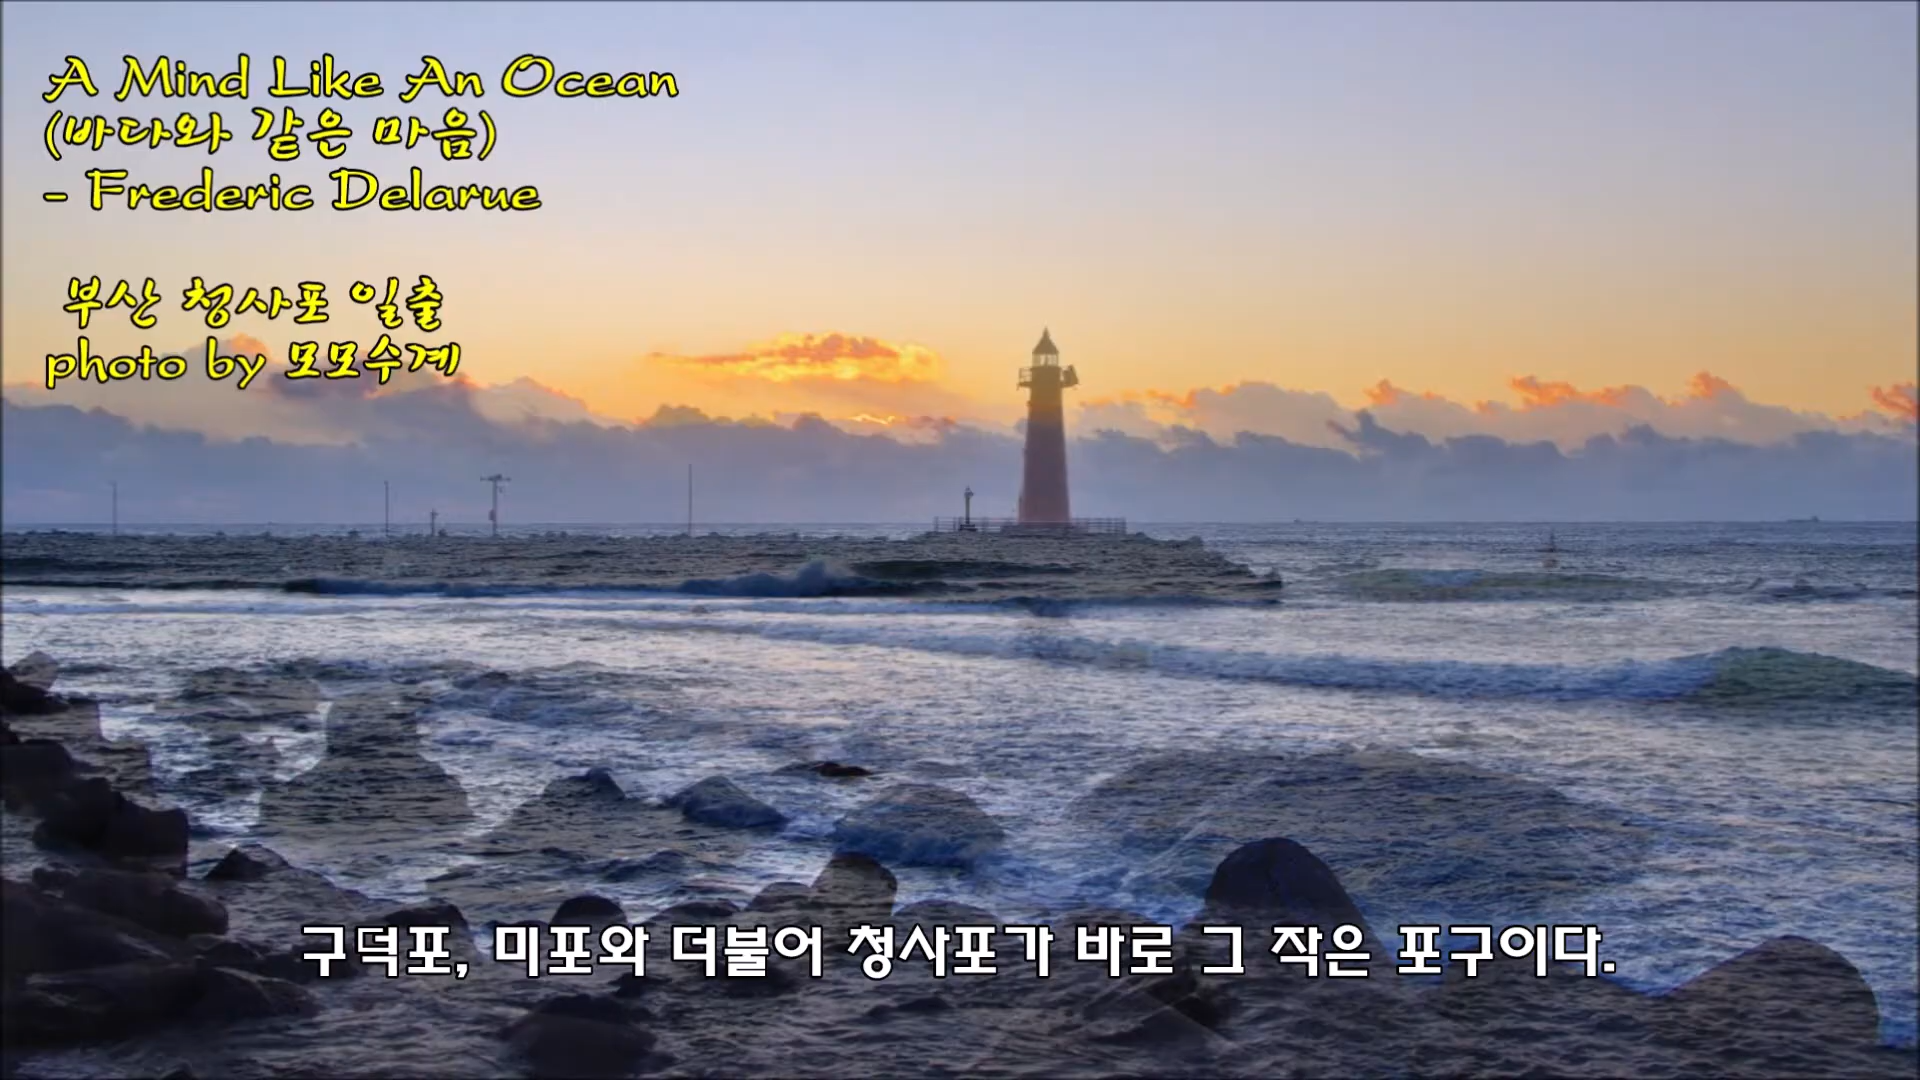 A Mind Like An Ocean
(바다와 같은 마음)
- Frederic Delarue
부산 청사포 일출
photo by 모모수계
구덕포, 미포와 더불어 청사포가 바로 그 작은 포구이다.